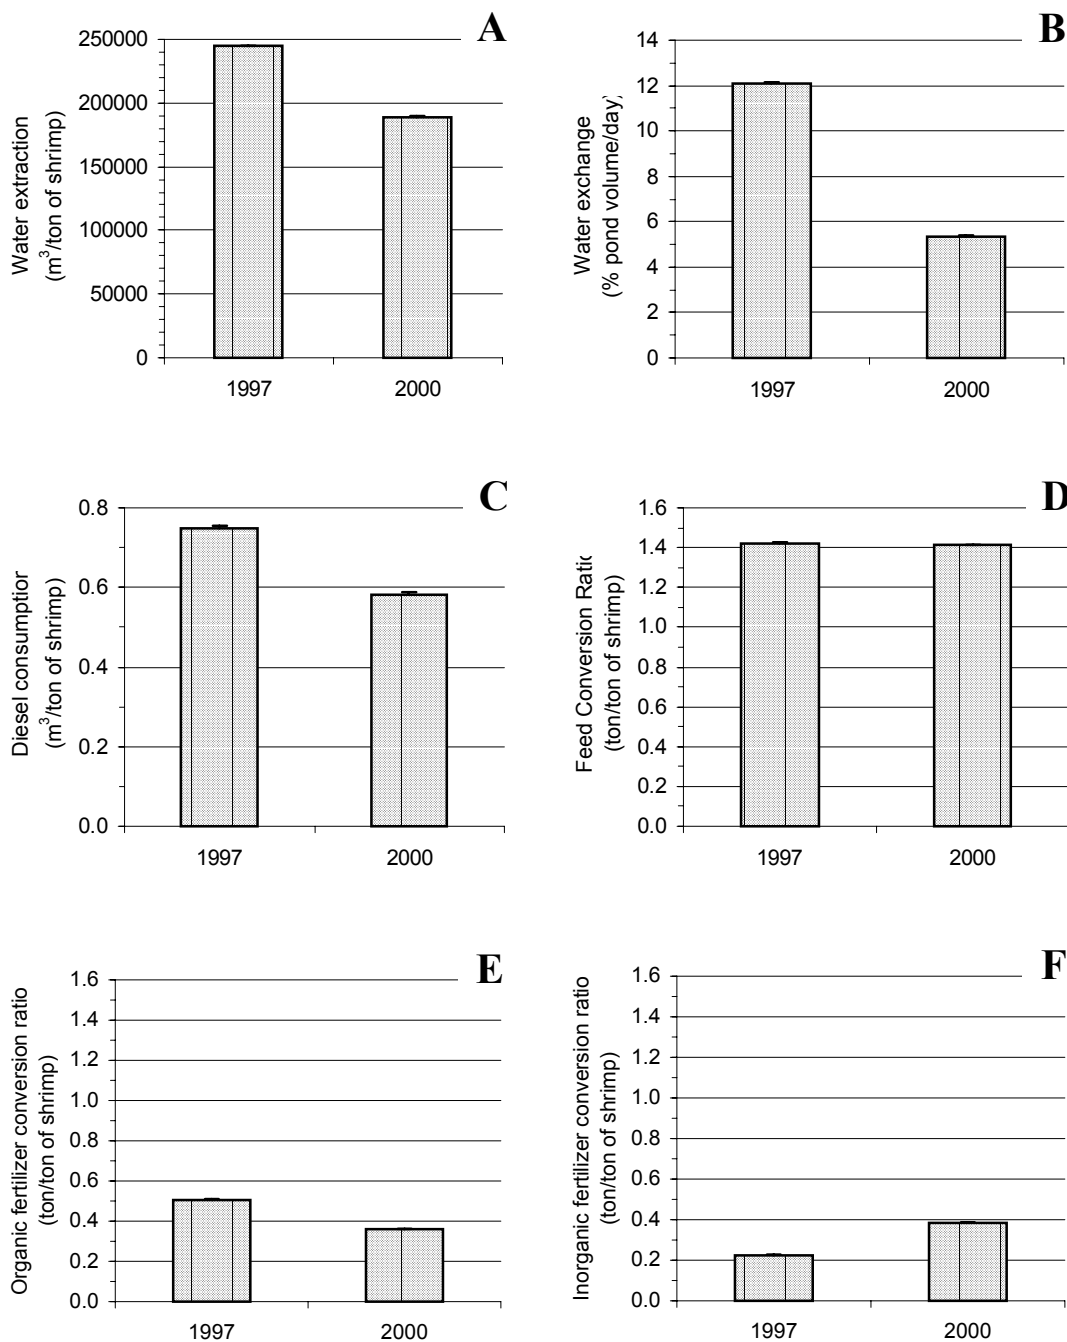 A
Water extraction
(m³/ton of shrimp)
250000
200000
150000
100000
50000
0
1997 2000
B
Water exchange
(% pond volume/day)
14
12
10
8
6
4
2
0
1997 2000
C
Diesel consumption
(m³/ton of shrimp)
0.8
0.6
0.4
0.2
0.0
1997 2000
D
Feed Conversion Ratio
(ton/ton of shrimp)
1.6
1.4
1.2
1.0
0.8
0.6
0.4
0.2
0.0
1997 2000
E
Organic fertilizer conversion ratio
(ton/ton of shrimp)
1.6
1.4
1.2
1.0
0.8
0.6
0.4
0.2
0.0
1997 2000
F
Inorganic fertilizer conversion ratio
(ton/ton of shrimp)
1.6
1.4
1.2
1.0
0.8
0.6
0.4
0.2
0.0
1997 2000